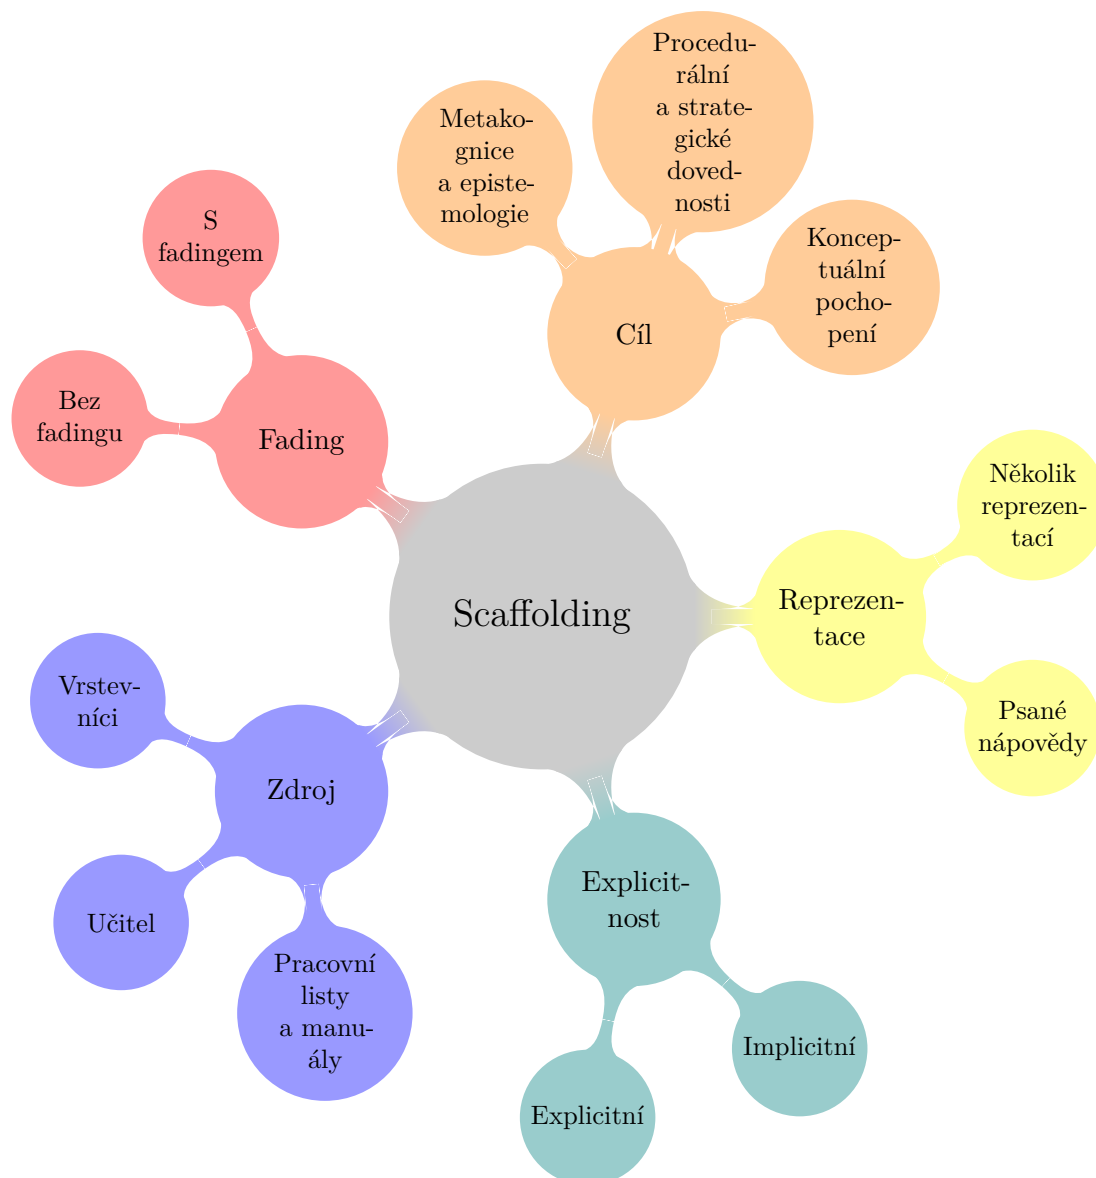 Procedu-
rální
a strate-
gické
doved-
nosti
Metako-
gnice
a episte-
mologie
Koncep-
tuální
pocho-
pení
Cíl
S
fadingem
Bez
fadingu
Fading
Několik
reprezen-
tací
Reprezen-
tace
Psané
nápovědy
Scaffolding
Vrstev-
níci
Zdroj
Učitel
Pracovní
listy
a manu-
ály
Explicit-
nost
Implicitní
Explicitní